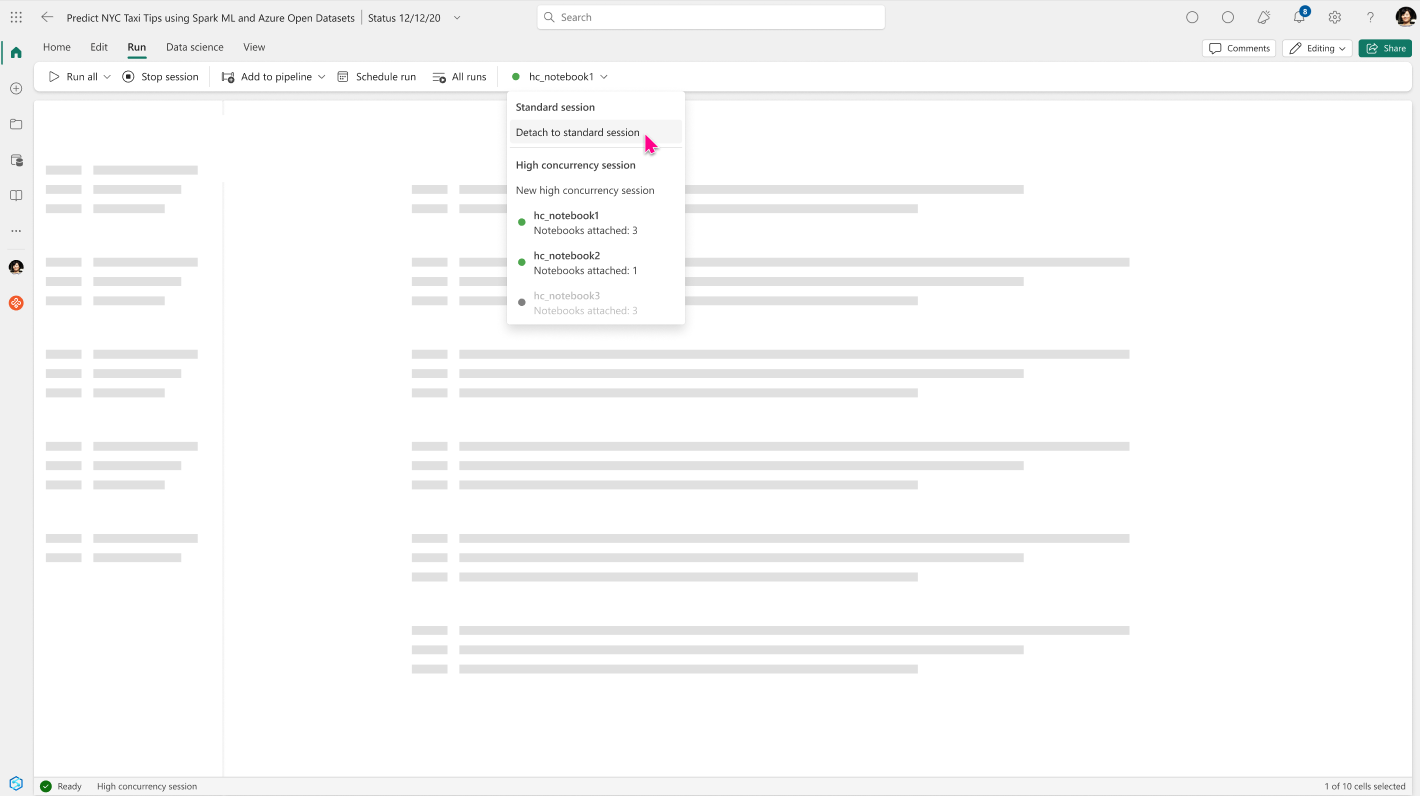 Predict NYC Taxi Tips using Spark ML and Azure Open Datasets Status 12/12/20
Search
8
?
Home Edit Run Data science View
Comments Editing Share
Run all Stop session Add to pipeline Schedule run All runs hc_notebook1
Standard session
Detach to standard session
High concurrency session
New high concurrency session
hc_notebook1
Notebooks attached: 3
hc_notebook2
Notebooks attached: 1
hc_notebook3
Notebooks attached: 3
Ready High concurrency session 1 of 10 cells selected